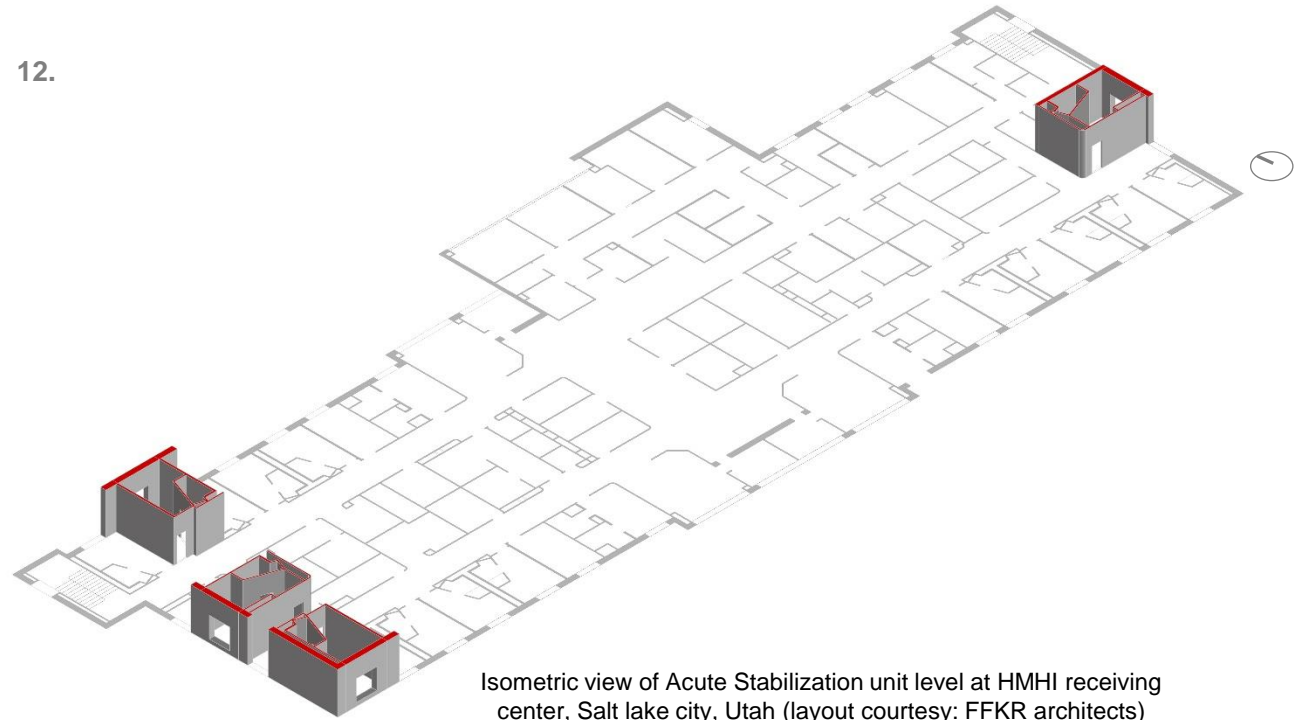 12.
Isometric view of Acute Stabilization unit level at HMHI receiving
center, Salt lake city, Utah (layout courtesy: FFKR architects)